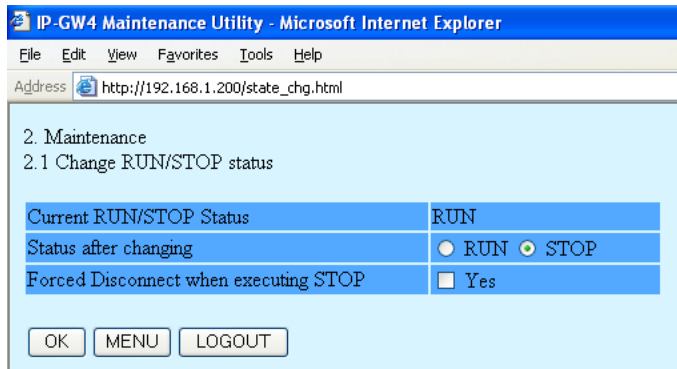 IP-GW4 Maintenance Utility - Microsoft Internet Explorer
File Edit View Favorites Tools Help
Address http://192.168.1.200/state_chg.html
2. Maintenance
2.1 Change RUN/STOP status
Current RUN/STOP Status RUN
Status after changing RUN STOP
Forced Disconnect when executing STOP Yes
OK MENU LOGOUT